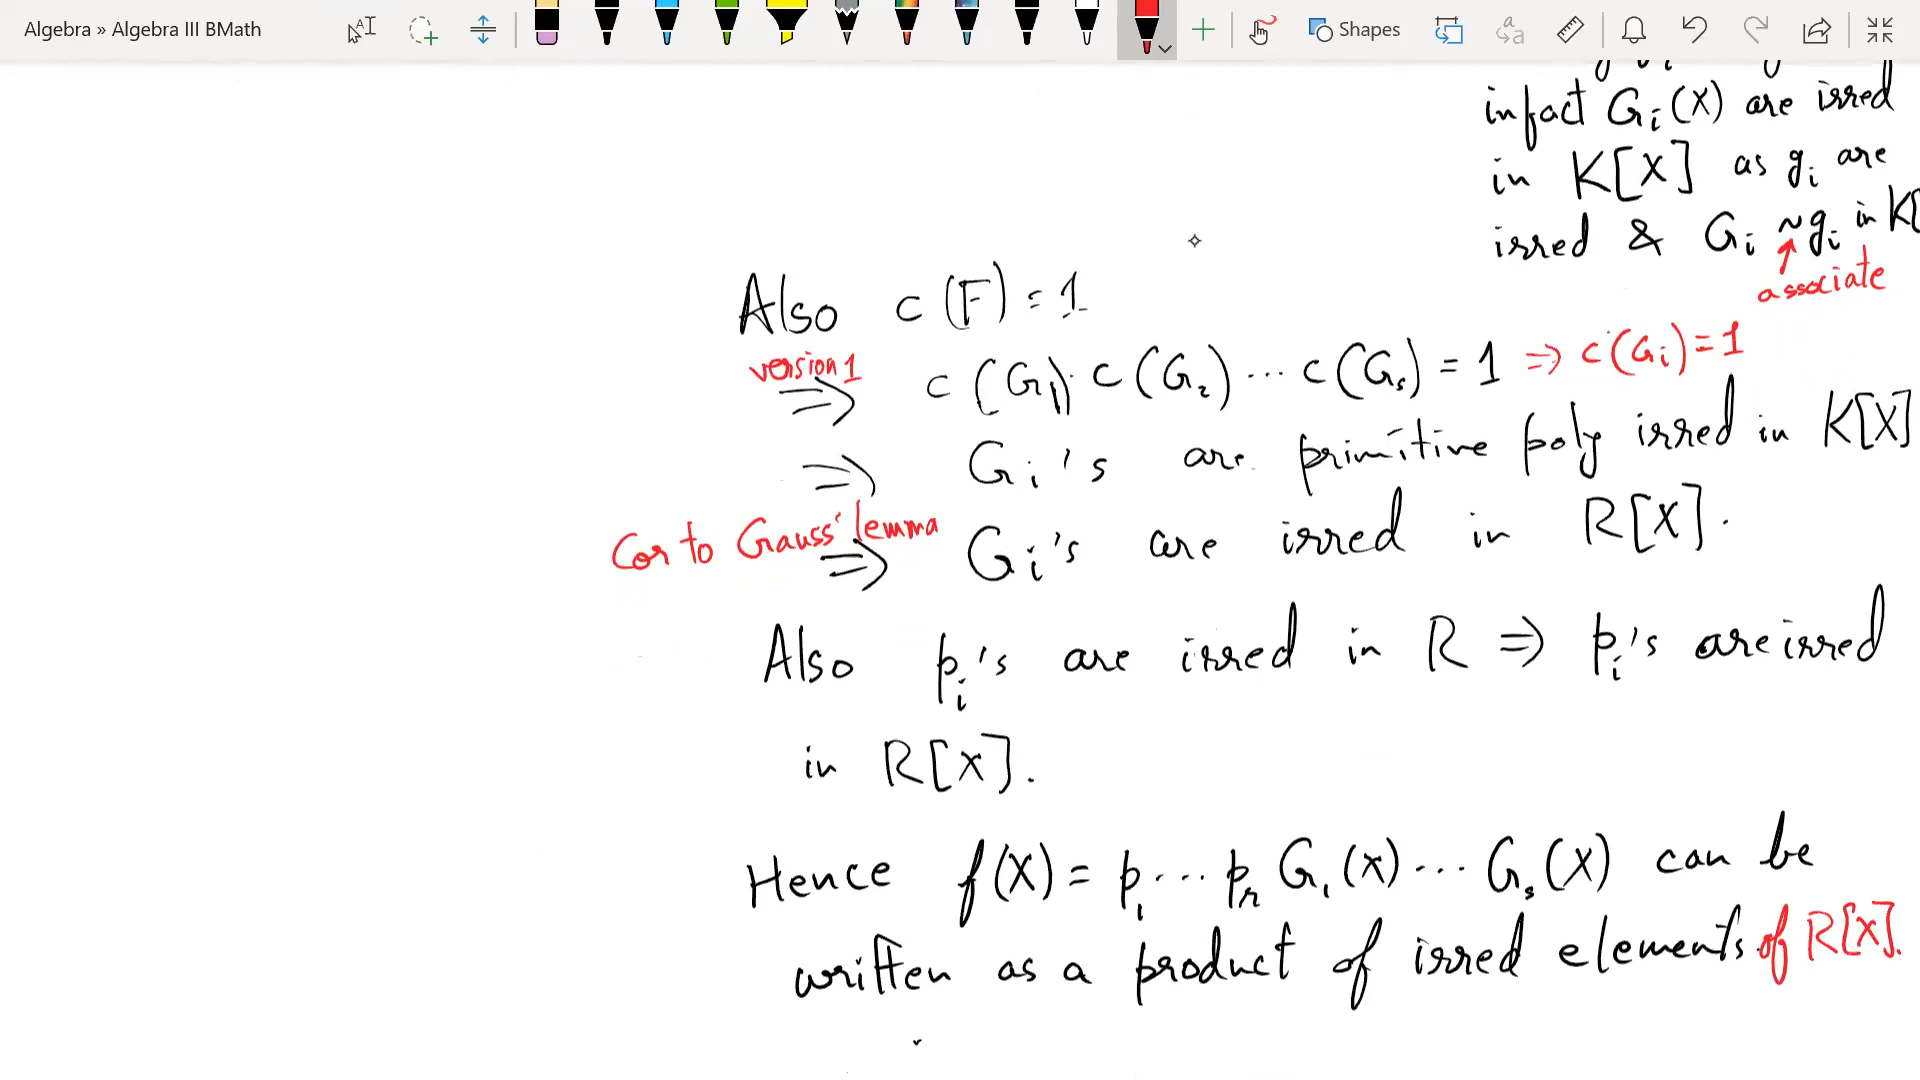 Algebra » Algebra III BMath
Shapes
infact Gᵢ(X) are irred
in K[X] as gᵢ are
irred & Gᵢ ~ gᵢ in K[
associate
Also c(F) = 1
version 1
⇒ c(G₁)·c(G₂) ··· c(Gₛ) = 1 ⇒ c(Gᵢ) = 1
⇒ Gᵢ's are primitive poly irred in K[X]
Cor to Gauss' lemma
⇒ Gᵢ's are irred in R[X].
Also pᵢ's are irred in R ⇒ pᵢ's are irred
in R[X].
Hence f(X) = p₁ ··· pᵣ G₁(X) ··· Gₛ(X) can be
written as a product of irred elements of R[X].